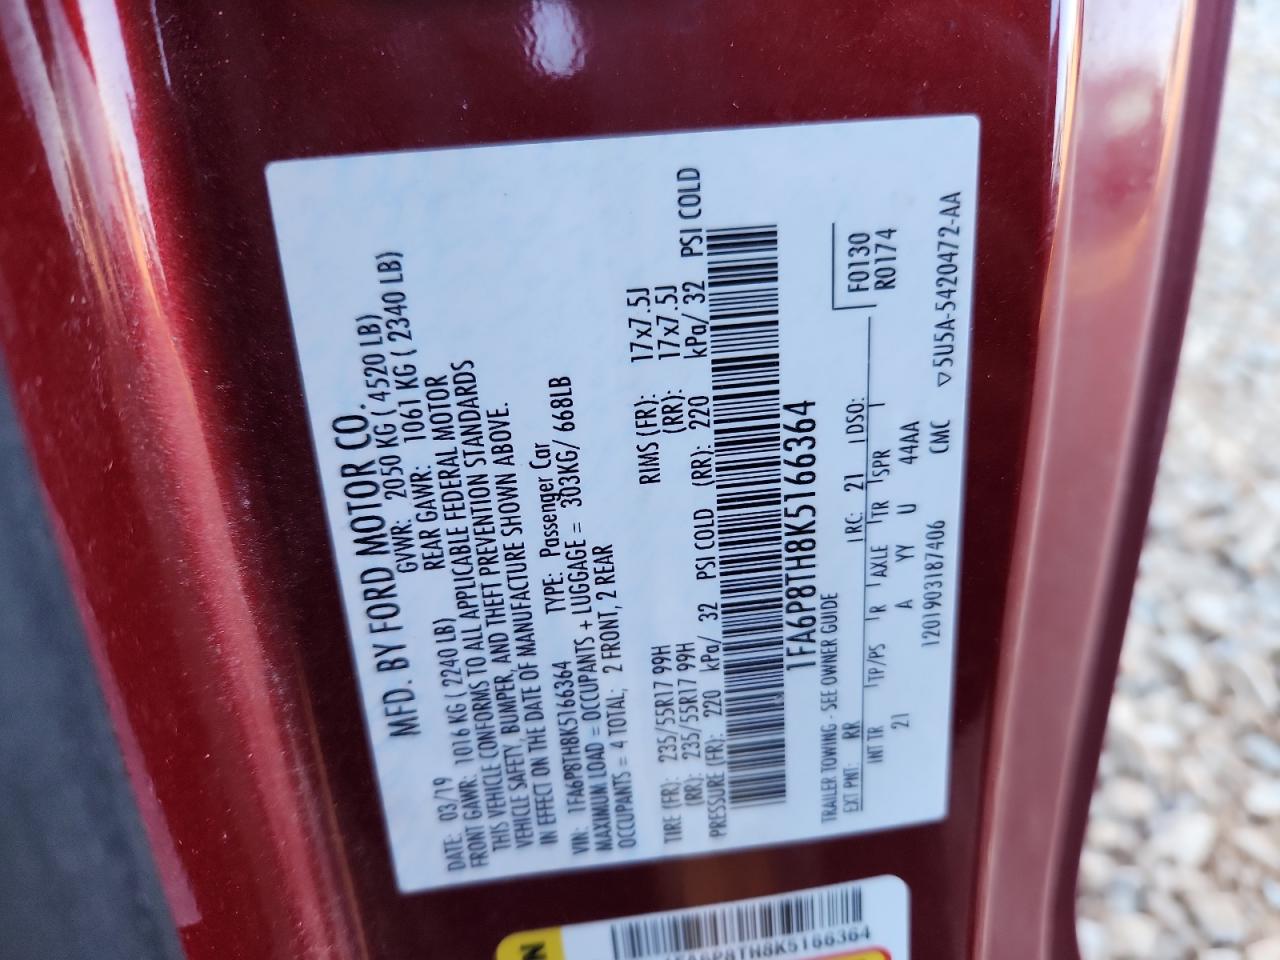 MFD. BY FORD MOTOR CO.
DATE: 03/19 GVWR: 2050 KG ( 4520 LB)
FRONT GAWR: 1016 KG ( 2240 LB) REAR GAWR: 1061 KG ( 2340 LB)
THIS VEHICLE CONFORMS TO ALL APPLICABLE FEDERAL MOTOR
VEHICLE SAFETY, BUMPER, AND THEFT PREVENTION STANDARDS
IN EFFECT ON THE DATE OF MANUFACTURE SHOWN ABOVE.
VIN: 1FA6P8TH8K5166364 TYPE: Passenger Car
MAXIMUM LOAD = OCCUPANTS + LUGGAGE = 303KG/ 668LB
OCCUPANTS = 4 TOTAL; 2 FRONT, 2 REAR
TIRE (FR): 235/55R17 99H RIMS (FR): 17x7.5J
(RR): 235/55R17 99H (RR): 17x7.5J
PRESSURE (FR): 220 kPa/ 32 PSI COLD (RR): 220 kPa/ 32 PSI COLD
1FA6P8TH8K5166364
TRAILER TOWING - SEE OWNER GUIDE F0130
EXT PNT: RR RC: 21 DSO: R0174
INT TR TP/PS R AXLE TR SPR
21 A YY U 44AA
120190318 7406 CMC ▽5U5A-5420472-AA
1FA6P8TH8K5166364